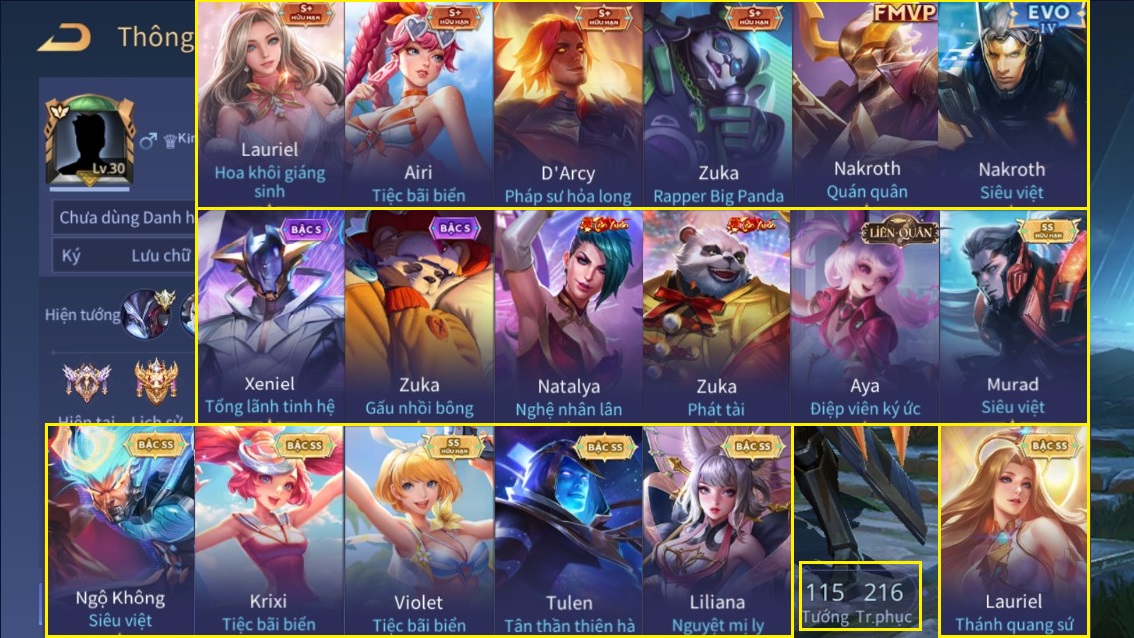 Thông
S+
HỮU HẠN
Lauriel
Hoa khôi giáng
sinh
S+
HỮU HẠN
Airi
Tiệc bãi biển
S+
HỮU HẠN
D'Arcy
Pháp sư hỏa long
S+
HỮU HẠN
Zuka
Rapper Big Panda
FMVP
Nakroth
Quán quân
EVO
IV
Nakroth
Siêu việt
Lv.30
Chưa dùng Danh h
Ký
Lưu chữ
Hiện tướng
Hiện tại
Lịch sử
BẬC S
Xeniel
Tổng lãnh tinh hệ
BẬC S
Zuka
Gấu nhồi bông
Natalya
Nghệ nhân lân
Zuka
Phát tài
LIÊN QUÂN
Aya
Điệp viên ký ức
SS
HỮU HẠN
Murad
Siêu việt
BẬC SS
Ngộ Không
Siêu việt
BẬC SS
Krixi
Tiệc bãi biển
SS
HỮU HẠN
Violet
Tiệc bãi biển
BẬC SS
Tulen
Tân thần thiên hà
BẬC SS
Liliana
Nguyệt mị ly
115 216
Tướng Tr.phục
BẬC SS
Lauriel
Thánh quang sứ